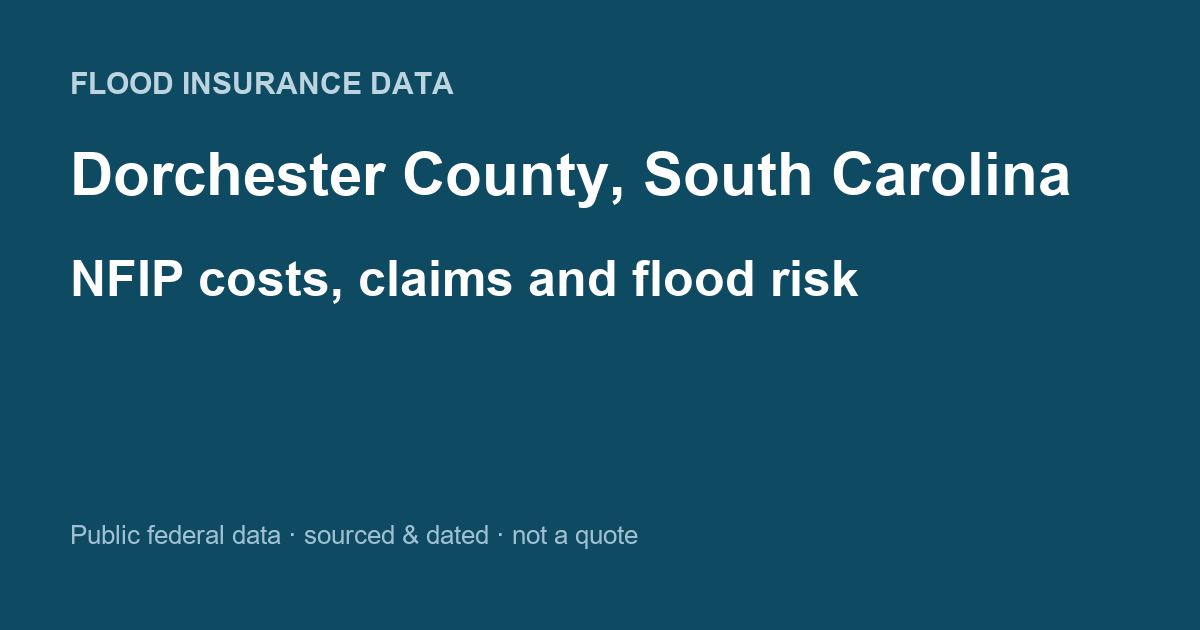 FLOOD INSURANCE DATA
Dorchester County, South Carolina
NFIP costs, claims and flood risk
Public federal data · sourced & dated · not a quote